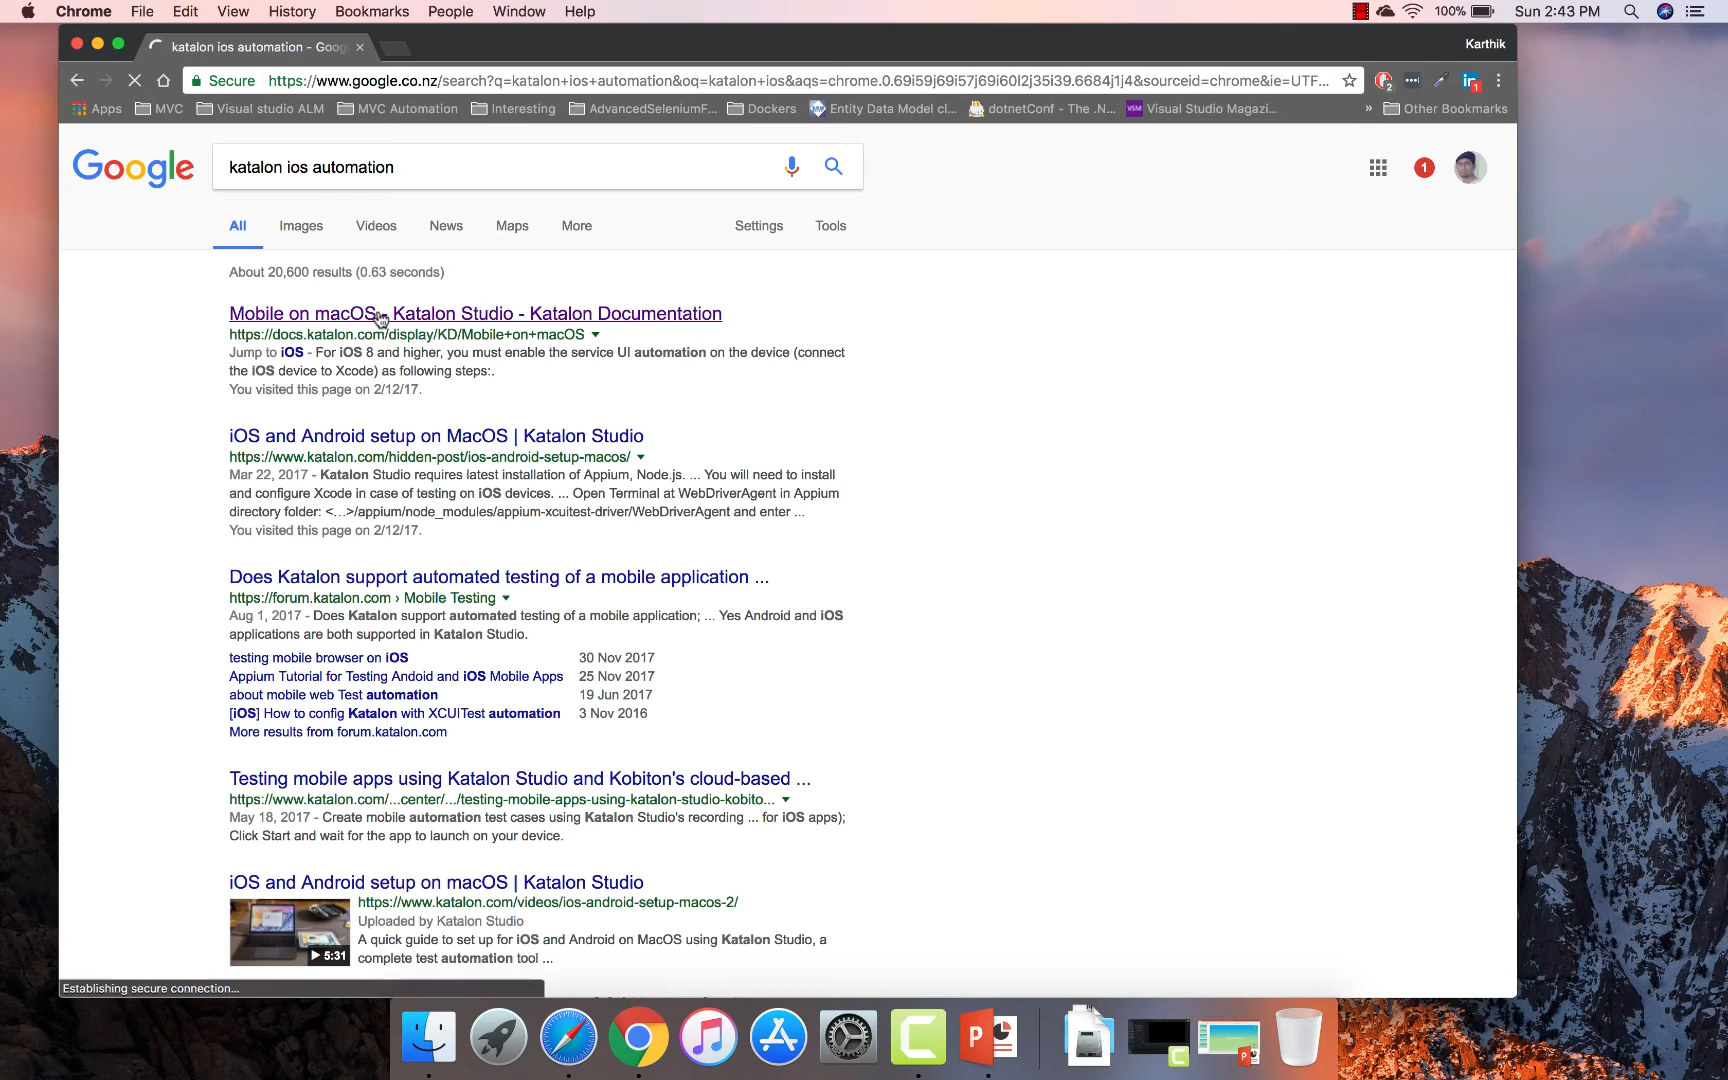 Chrome File Edit View History Bookmarks People Window Help
100% Sun 2:43 PM
katalon ios automation - Goog
Karthik
Secure https://www.google.co.nz/search?q=katalon+ios+automation&oq=katalon+ios&aqs=chrome.0.69i59j69i57j69i60l2j35i39.6684j1j4&sourceid=chrome&ie=UTF...
2
1
Apps MVC Visual studio ALM MVC Automation Interesting AdvancedSeleniumF... Dockers Entity Data Model cl... dotnetConf - The .N... VSM Visual Studio Magazi... » Other Bookmarks
Google katalon ios automation
1
All Images Videos News Maps More Settings Tools
About 20,600 results (0.63 seconds)
Mobile on macOS - Katalon Studio - Katalon Documentation
https://docs.katalon.com/display/KD/Mobile+on+macOS
Jump to iOS - For iOS 8 and higher, you must enable the service UI automation on the device (connect
the iOS device to Xcode) as following steps:.
You visited this page on 2/12/17.
iOS and Android setup on MacOS | Katalon Studio
https://www.katalon.com/hidden-post/ios-android-setup-macos/
Mar 22, 2017 - Katalon Studio requires latest installation of Appium, Node.js. ... You will need to install
and configure Xcode in case of testing on iOS devices. ... Open Terminal at WebDriverAgent in Appium
directory folder: <...>/appium/node_modules/appium-xcuitest-driver/WebDriverAgent and enter ...
You visited this page on 2/12/17.
Does Katalon support automated testing of a mobile application ...
https://forum.katalon.com › Mobile Testing
Aug 1, 2017 - Does Katalon support automated testing of a mobile application; ... Yes Android and iOS
applications are both supported in Katalon Studio.
testing mobile browser on iOS 30 Nov 2017
Appium Tutorial for Testing Andoid and iOS Mobile Apps 25 Nov 2017
about mobile web Test automation 19 Jun 2017
[iOS] How to config Katalon with XCUITest automation 3 Nov 2016
More results from forum.katalon.com
Testing mobile apps using Katalon Studio and Kobiton's cloud-based ...
https://www.katalon.com/...center/.../testing-mobile-apps-using-katalon-studio-kobito...
May 18, 2017 - Create mobile automation test cases using Katalon Studio's recording ... for iOS apps);
Click Start and wait for the app to launch on your device.
iOS and Android setup on macOS | Katalon Studio
https://www.katalon.com/videos/ios-android-setup-macos-2/
Uploaded by Katalon Studio
A quick guide to set up for iOS and Android on MacOS using Katalon Studio, a
complete test automation tool ...
5:31
Establishing secure connection...